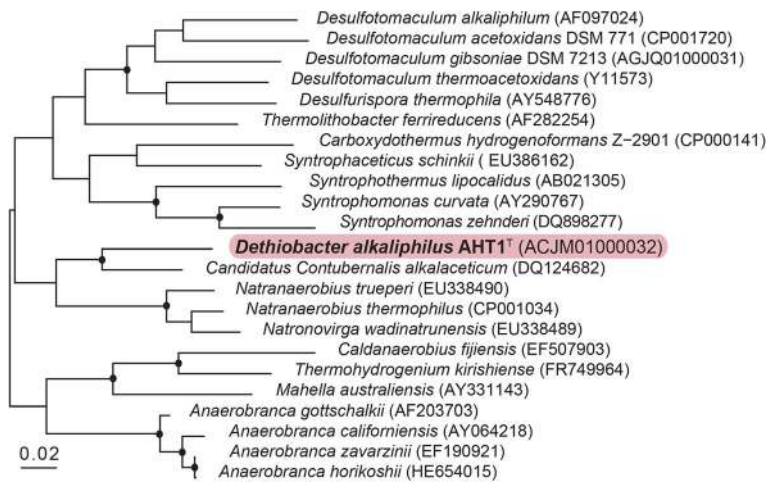 Desulfotomaculum alkaliphilum (AF097024)
Desulfotomaculum acetoxidans DSM 771 (CP001720)
Desulfotomaculum gibsoniae DSM 7213 (AGJQ01000031)
Desulfotomaculum thermoacetoxidans (Y11573)
Desulfurispora thermophila (AY548776)
Thermolithobacter ferrireducens (AF282254)
Carboxydothermus hydrogenoformans Z−2901 (CP000141)
Syntrophaceticus schinkii ( EU386162)
Syntrophothermus lipocalidus (AB021305)
Syntrophomonas curvata (AY290767)
Syntrophomonas zehnderi (DQ898277)
Dethiobacter alkaliphilus AHT1ᵀ (ACJM01000032)
Candidatus Contubernalis alkalaceticum (DQ124682)
Natranaerobius trueperi (EU338490)
Natranaerobius thermophilus (CP001034)
Natronovirga wadinatrunensis (EU338489)
Caldanaerobius fijiensis (EF507903)
Thermohydrogenium kirishiense (FR749964)
Mahella australiensis (AY331143)
Anaerobranca gottschalkii (AF203703)
Anaerobranca californiensis (AY064218)
Anaerobranca zavarzinii (EF190921)
Anaerobranca horikoshii (HE654015)
0.02